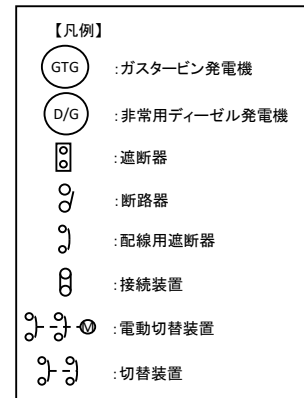 【凡例】
GTG :ガスタービン発電機
D/G :非常用ディーゼル発電機
:遮断器
:断路器
:配線用遮断器
:接続装置
M :電動切替装置
:切替装置